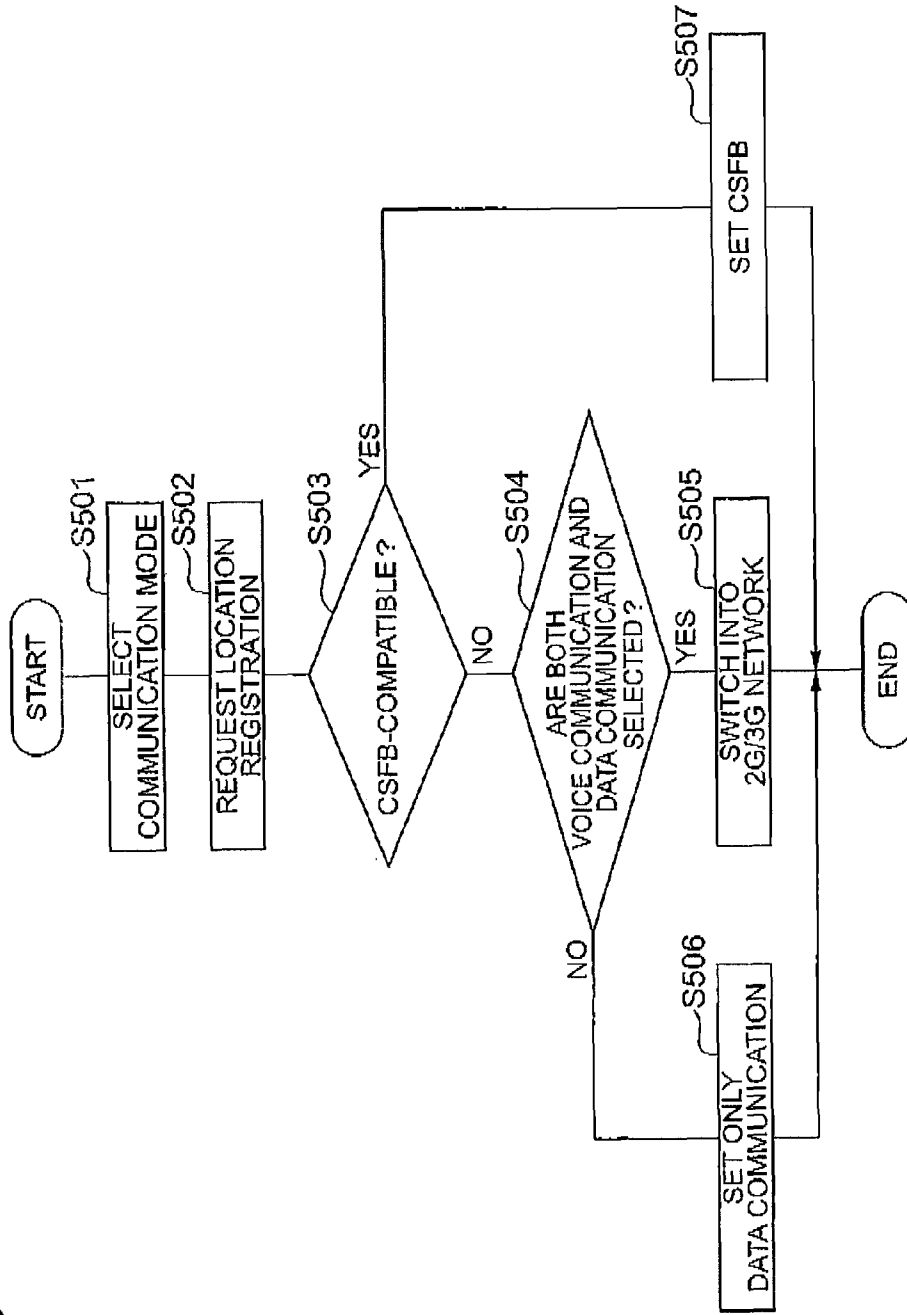 START
S501
SELECT
COMMUNICATION MODE
S502
REQUEST LOCATION
REGISTRATION
S503
CSFB-COMPATIBLE?
YES
NO
S504
ARE BOTH
VOICE COMMUNICATION AND
DATA COMMUNICATION
SELECTED?
NO
YES
S506
SET ONLY
DATA COMMUNICATION
S505
SWITCH INTO
2G/3G NETWORK
S507
SET CSFB
END